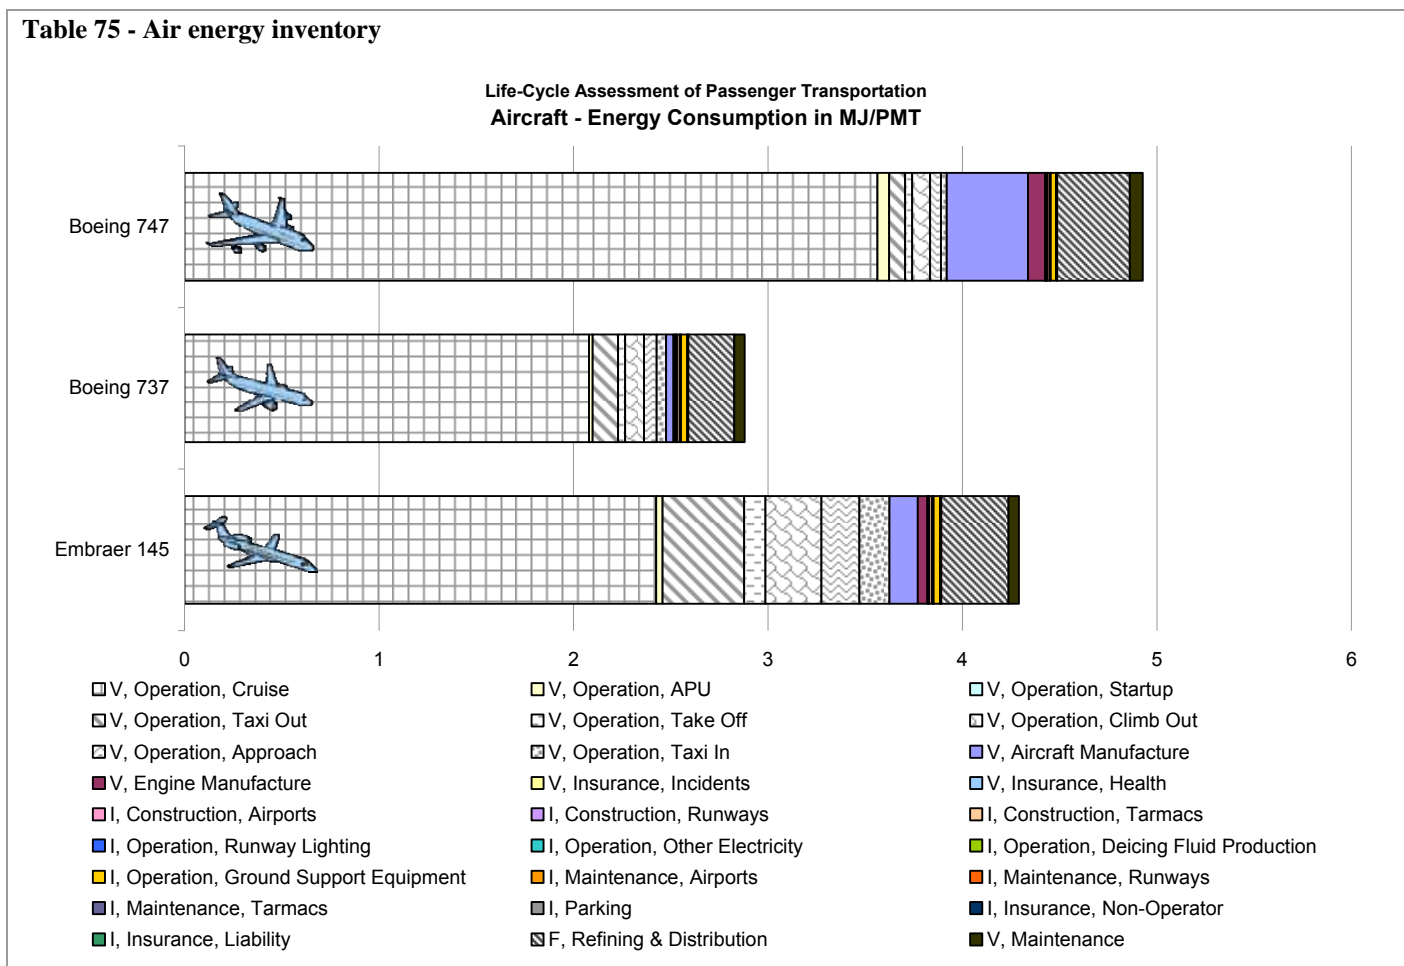 Table 75 - Air energy inventory
Life-Cycle Assessment of Passenger Transportation
Aircraft - Energy Consumption in MJ/PMT
Boeing 747
Boeing 737
Embraer 145
0 1 2 3 4 5 6
V, Operation, Cruise V, Operation, APU V, Operation, Startup
V, Operation, Taxi Out V, Operation, Take Off V, Operation, Climb Out
V, Operation, Approach V, Operation, Taxi In V, Aircraft Manufacture
V, Engine Manufacture V, Insurance, Incidents V, Insurance, Health
I, Construction, Airports I, Construction, Runways I, Construction, Tarmacs
I, Operation, Runway Lighting I, Operation, Other Electricity I, Operation, Deicing Fluid Production
I, Operation, Ground Support Equipment I, Maintenance, Airports I, Maintenance, Runways
I, Maintenance, Tarmacs I, Parking I, Insurance, Non-Operator
I, Insurance, Liability F, Refining & Distribution V, Maintenance